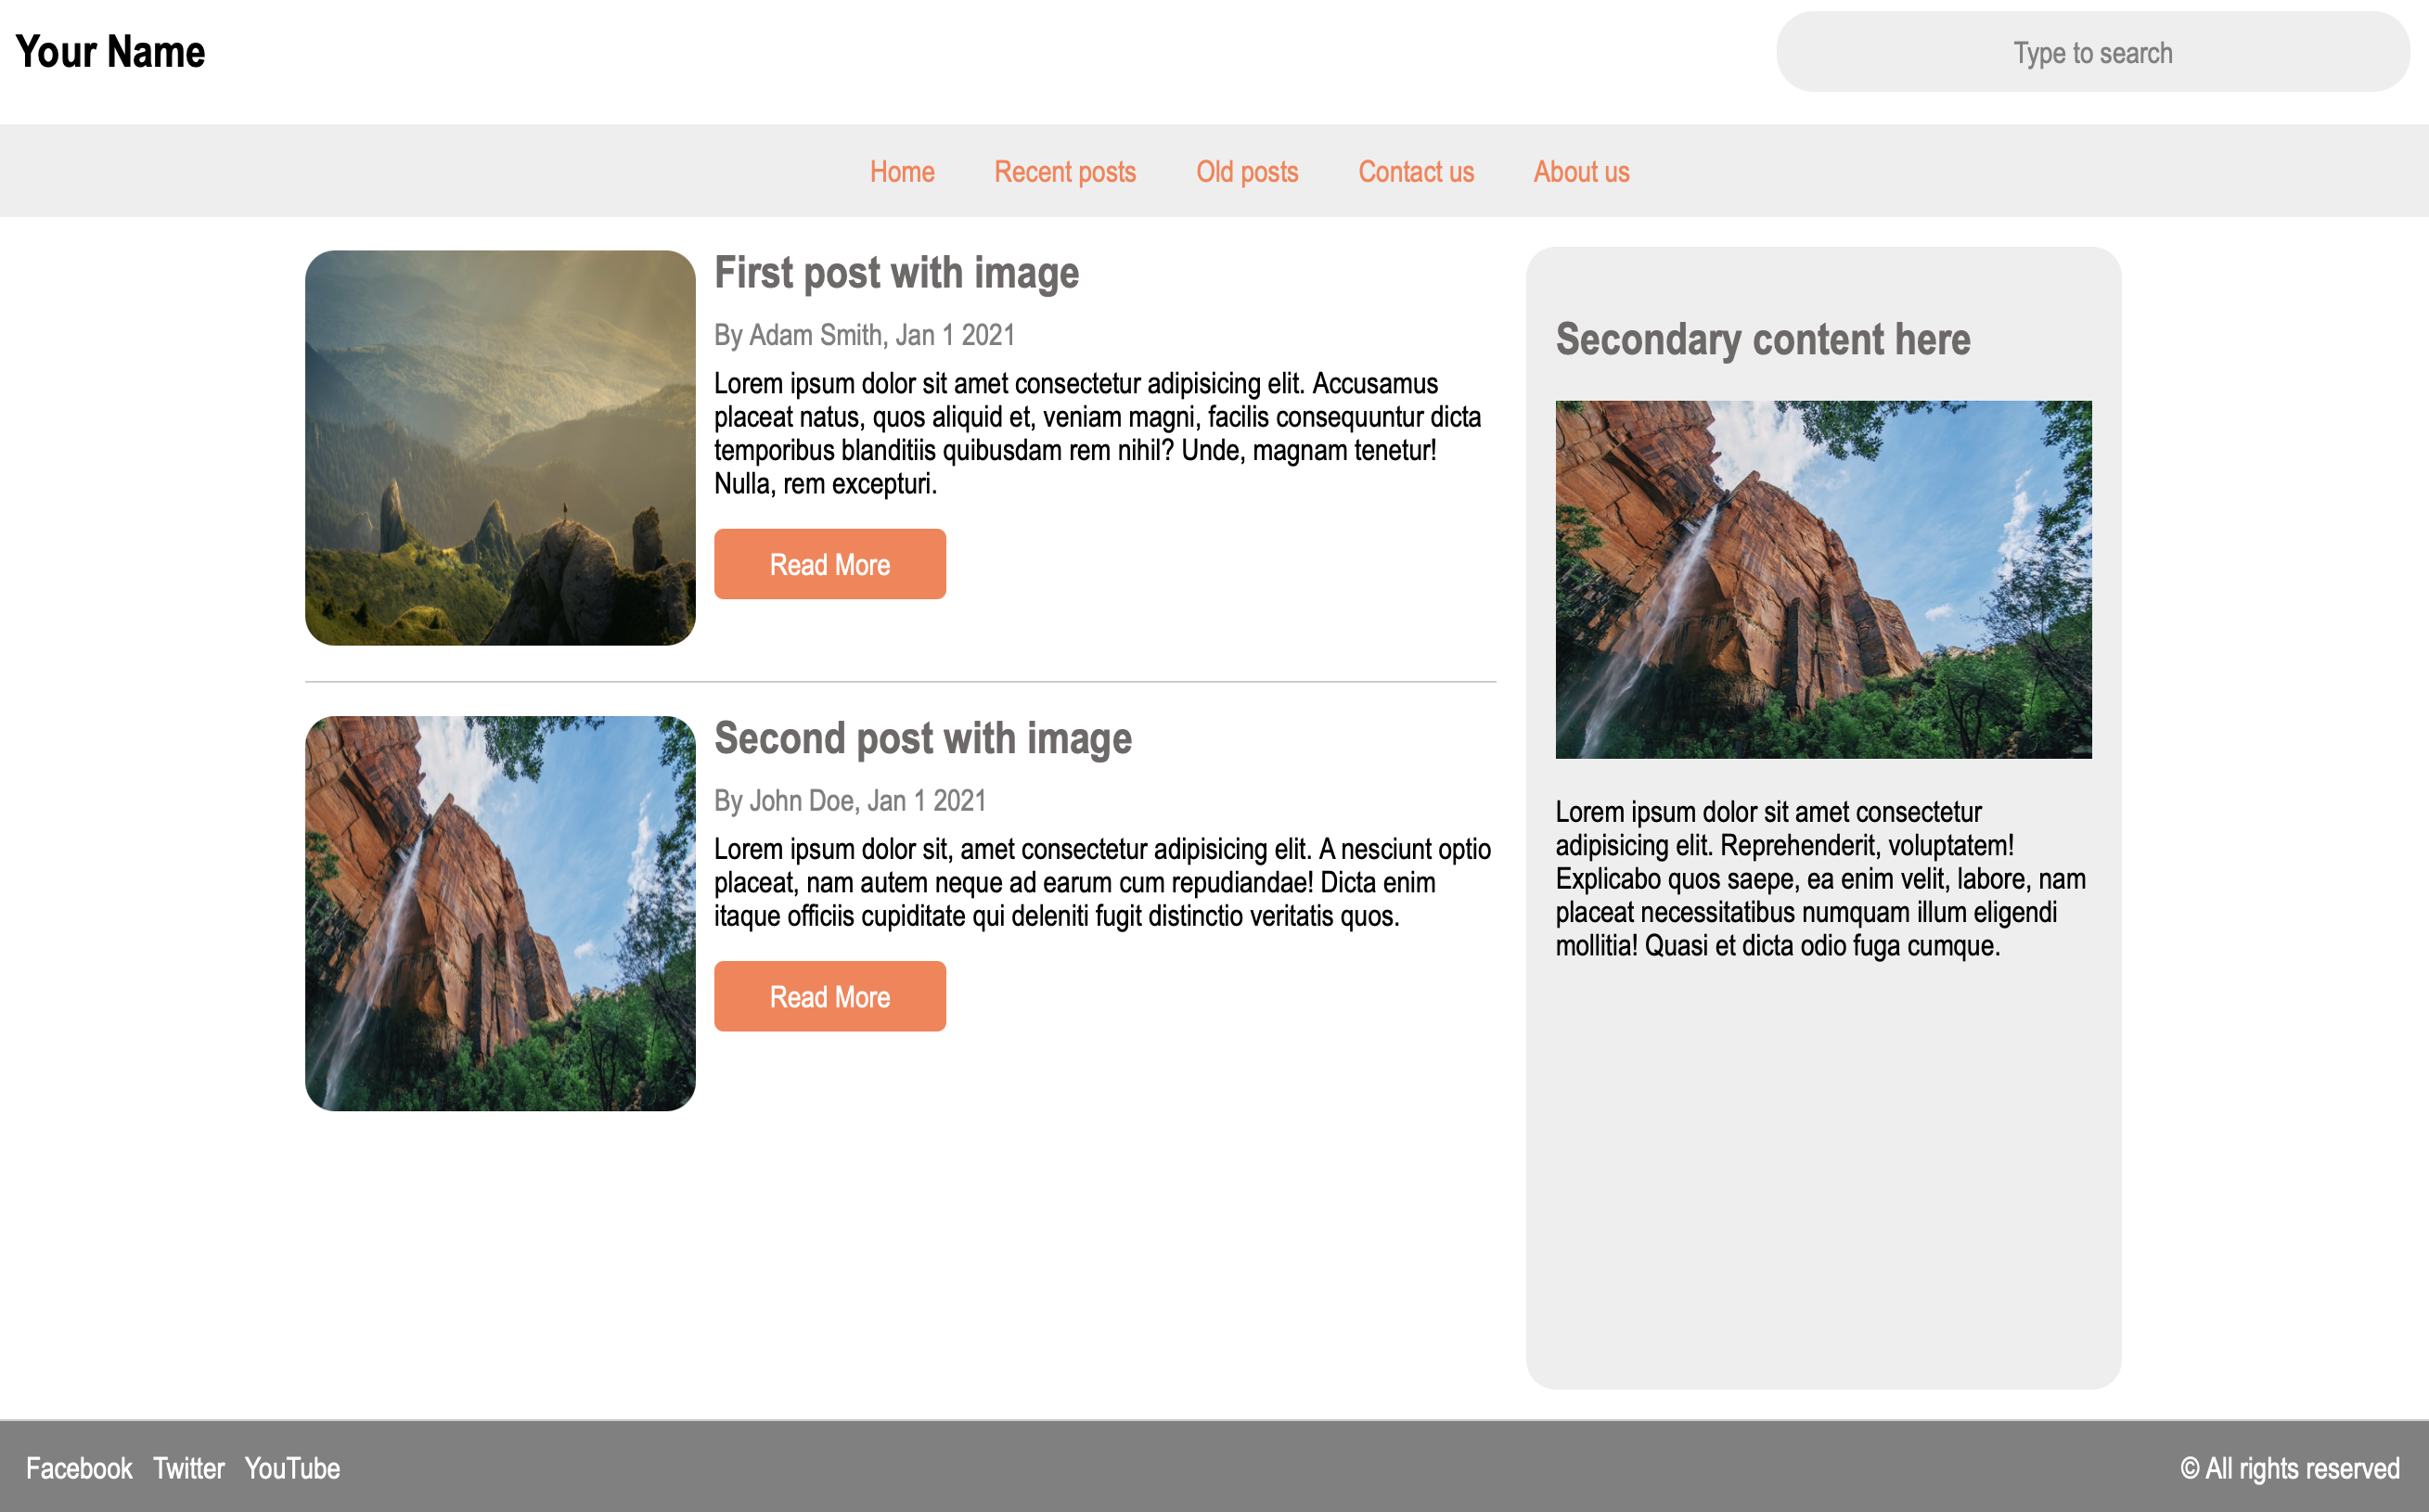 Your Name
Type to search
Home Recent posts Old posts Contact us About us
First post with image
By Adam Smith, Jan 1 2021
Lorem ipsum dolor sit amet consectetur adipisicing elit. Accusamus
placeat natus, quos aliquid et, veniam magni, facilis consequuntur dicta
temporibus blanditiis quibusdam rem nihil? Unde, magnam tenetur!
Nulla, rem excepturi.
Read More
Second post with image
By John Doe, Jan 1 2021
Lorem ipsum dolor sit, amet consectetur adipisicing elit. A nesciunt optio
placeat, nam autem neque ad earum cum repudiandae! Dicta enim
itaque officiis cupiditate qui deleniti fugit distinctio veritatis quos.
Read More
Secondary content here
Lorem ipsum dolor sit amet consectetur
adipisicing elit. Reprehenderit, voluptatem!
Explicabo quos saepe, ea enim velit, labore, nam
placeat necessitatibus numquam illum eligendi
mollitia! Quasi et dicta odio fuga cumque.
Facebook Twitter YouTube
© All rights reserved